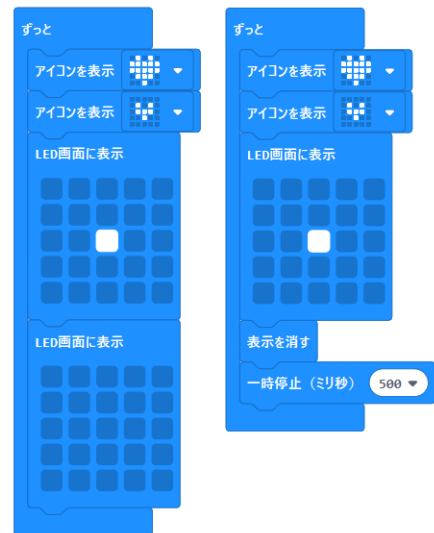 ずっと
アイコンを表示
アイコンを表示
LED画面に表示
LED画面に表示
ずっと
アイコンを表示
アイコンを表示
LED画面に表示
表示を消す
一時停止（ミリ秒） 500